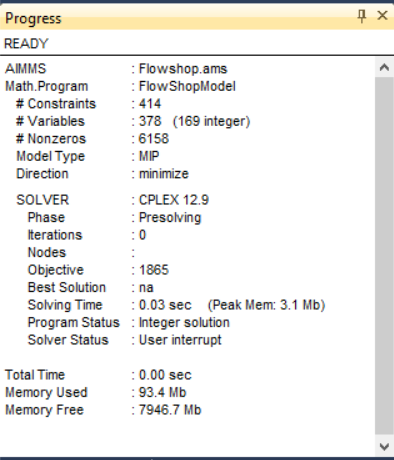 Progress
READY
AIMMS : Flowshop.ams
Math.Program : FlowShopModel
# Constraints : 414
# Variables : 378 (169 integer)
# Nonzeros : 6158
Model Type : MIP
Direction : minimize
SOLVER : CPLEX 12.9
Phase : Presolving
Iterations : 0
Nodes :
Objective : 1865
Best Solution : na
Solving Time : 0.03 sec (Peak Mem: 3.1 Mb)
Program Status : Integer solution
Solver Status : User interrupt
Total Time : 0.00 sec
Memory Used : 93.4 Mb
Memory Free : 7946.7 Mb